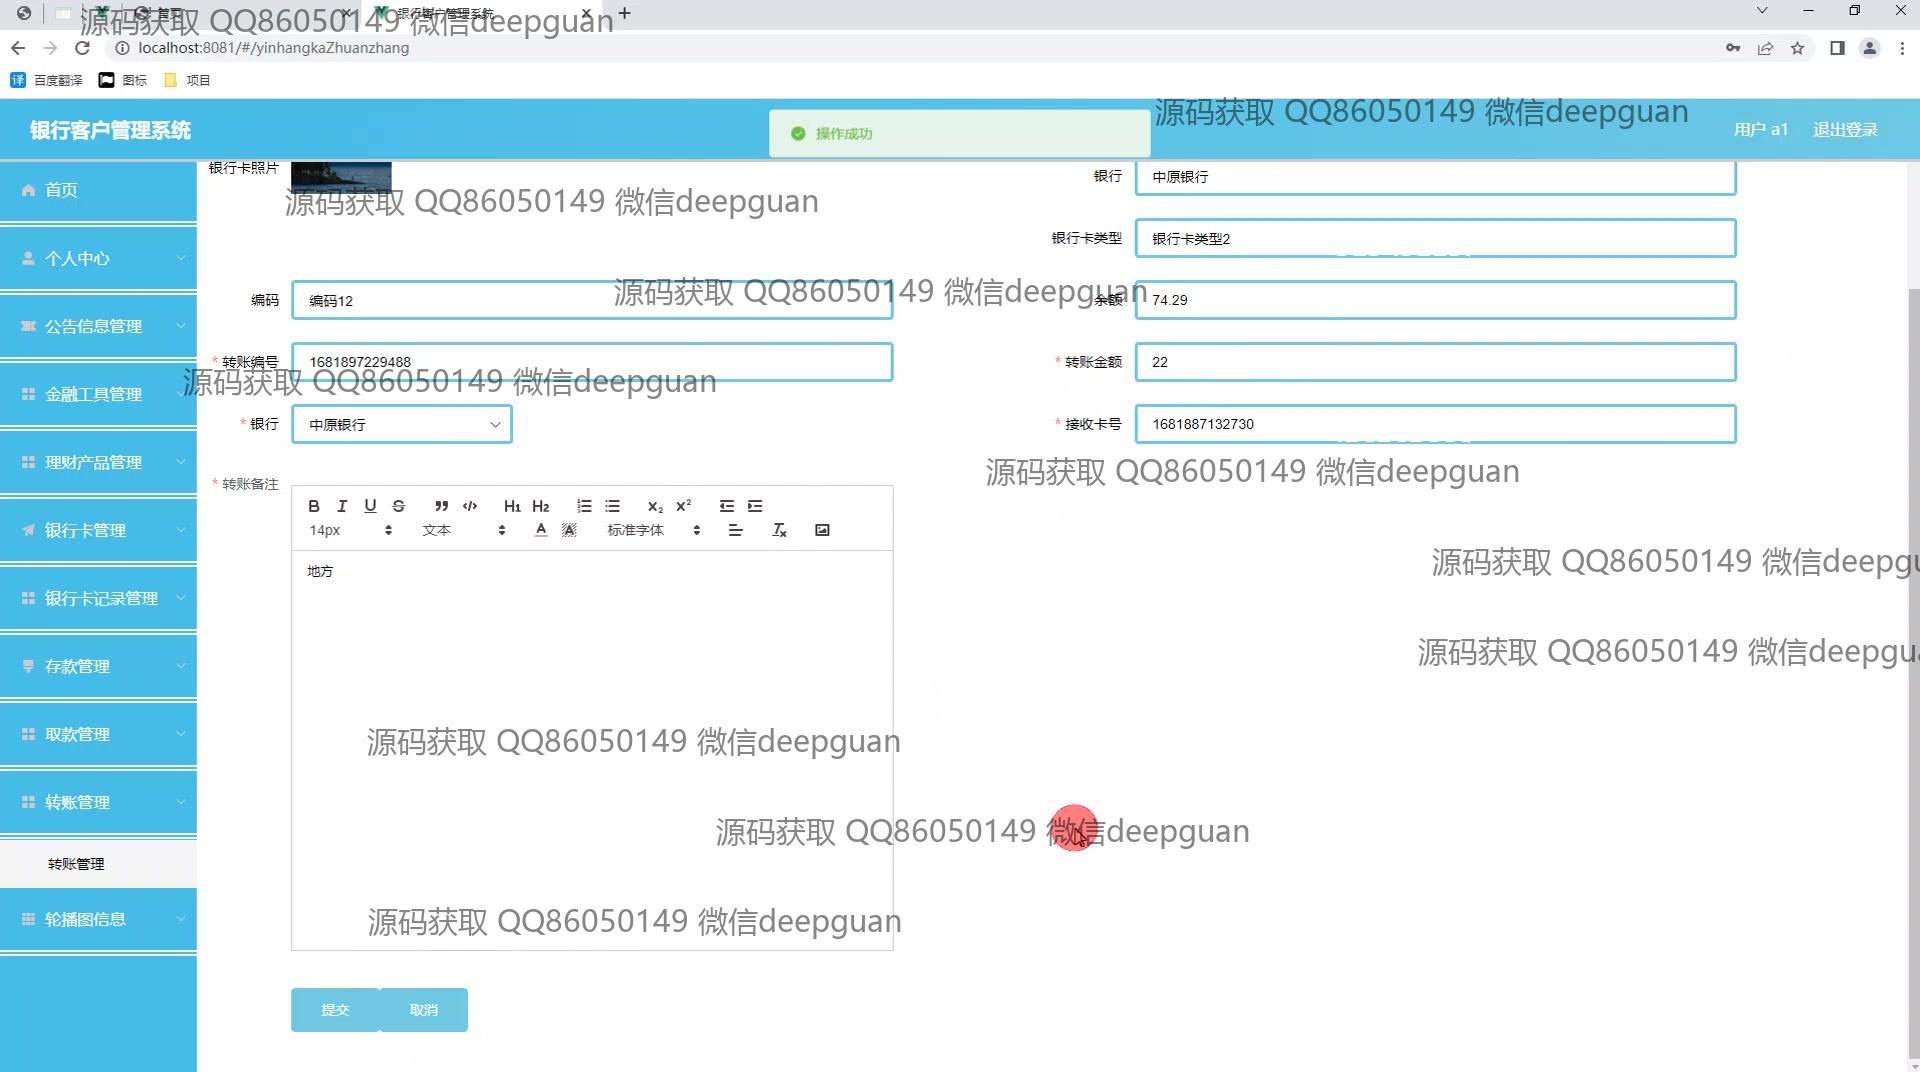 首页
银行客户管理系统
源码获取 QQ86050149 微信deepguan
localhost:8081/#/yinhangkaZhuanzhang
百度翻译 图标 项目
源码获取 QQ86050149 微信deepguan
银行客户管理系统
操作成功
用户 a1 退出登录
银行卡照片
银行 中原银行
源码获取 QQ86050149 微信deepguan
银行卡类型 银行卡类型2
源码获取 QQ86050149 微信deepguan
编码 编码12
余额 74.29
* 转账编号 1681897229488
* 转账金额 22
源码获取 QQ86050149 微信deepguan
* 银行 中原银行
* 接收卡号 1681887132730
源码获取 QQ86050149 微信deepguan
* 转账备注
B I U S H1 H2 X2 X2
14px 文本 A A 标准字体
地方
源码获取 QQ86050149 微信deepgu
源码获取 QQ86050149 微信deepgu
源码获取 QQ86050149 微信deepguan
源码获取 QQ86050149 微信deepguan
源码获取 QQ86050149 微信deepguan
提交 取消
首页
个人中心
公告信息管理
金融工具管理
理财产品管理
银行卡管理
银行卡记录管理
存款管理
取款管理
转账管理
转账管理
轮播图信息